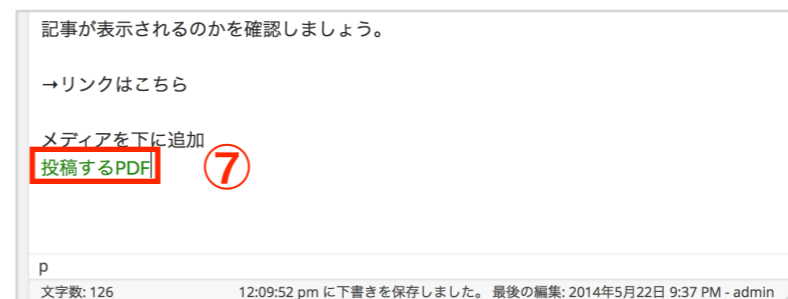 記事が表示されるのかを確認しましょう。
→リンクはこちら
メディアを下に追加
投稿するPDF
⑦
p
文字数: 126 12:09:52 pm に下書きを保存しました。 最後の編集: 2014年5月22日 9:37 PM - admin